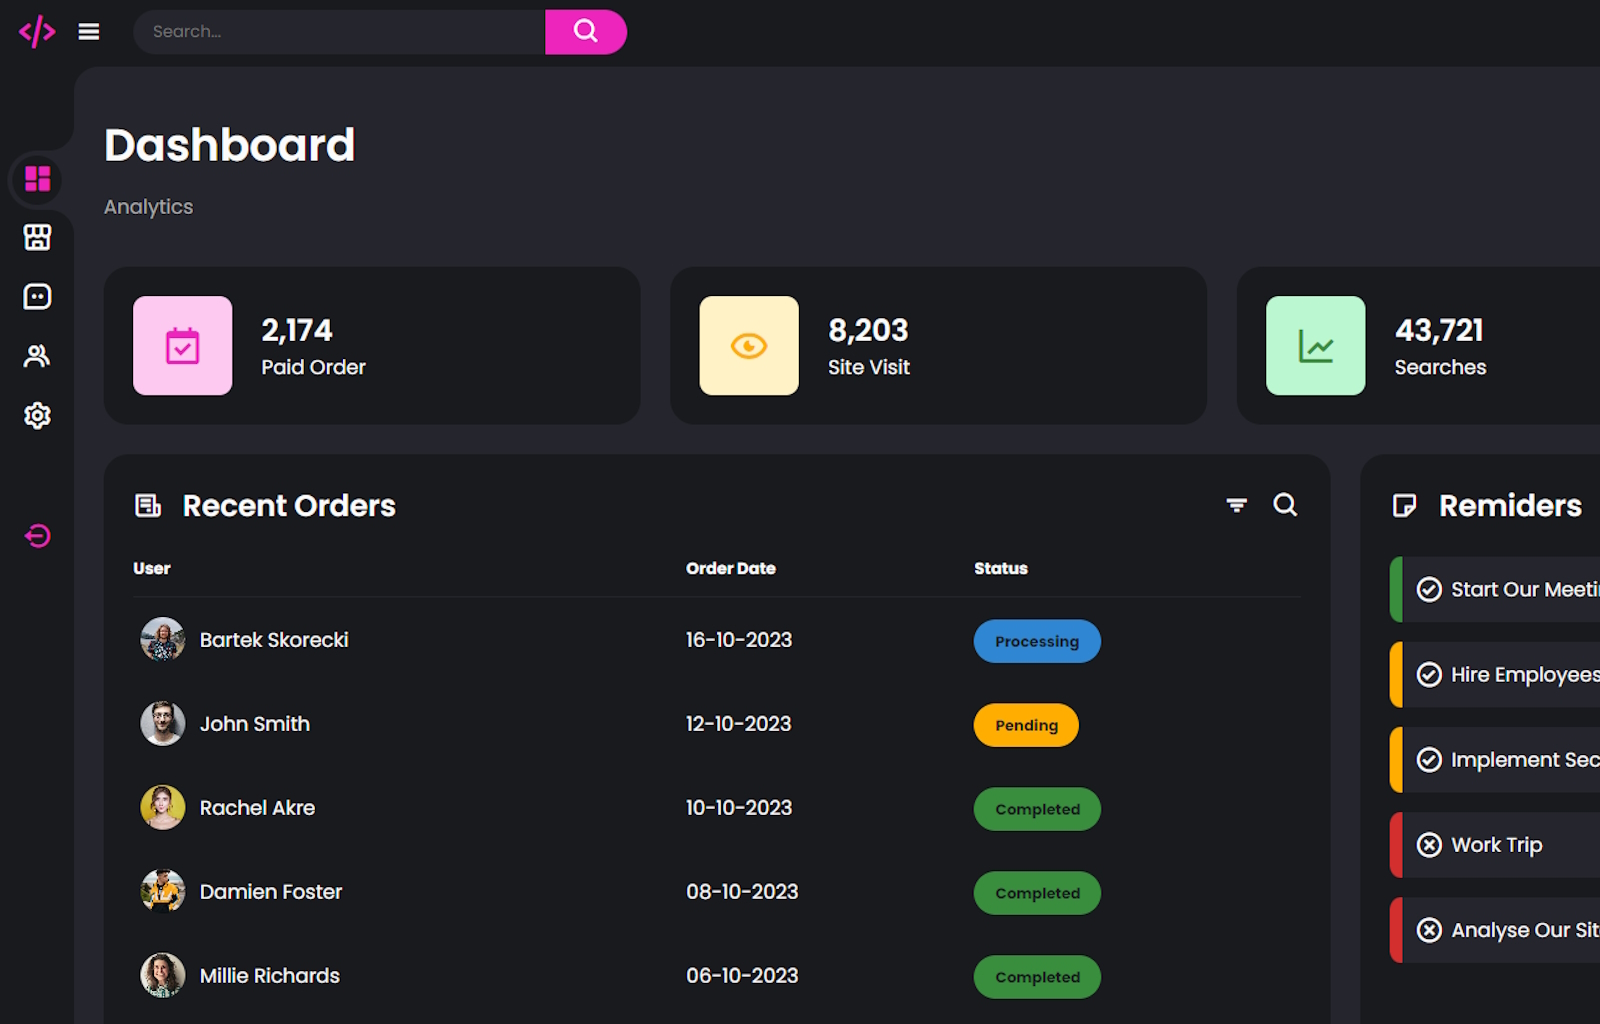 Search...
Dashboard
Analytics
2,174
Paid Order
8,203
Site Visit
43,721
Searches
Recent Orders
User Order Date Status
Bartek Skorecki 16-10-2023 Processing
John Smith 12-10-2023 Pending
Rachel Akre 10-10-2023 Completed
Damien Foster 08-10-2023 Completed
Millie Richards 06-10-2023 Completed
Remiders
Start Our Meeti
Hire Employees
Implement Sec
Work Trip
Analyse Our Sit